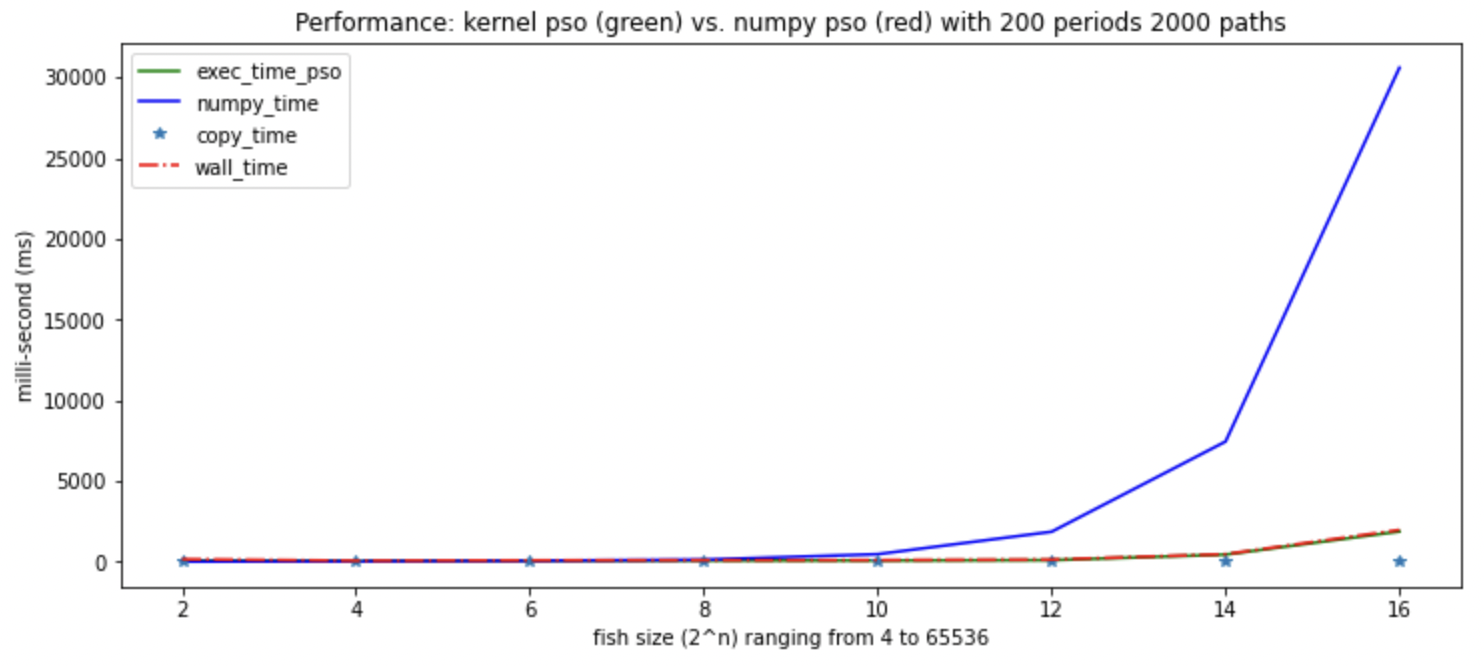 Performance: kernel pso (green) vs. numpy pso (red) with 200 periods 2000 paths
exec_time_pso
numpy_time
copy_time
wall_time
30000
25000
20000
15000
10000
5000
0
milli-second (ms)
2 4 6 8 10 12 14 16
fish size (2^n) ranging from 4 to 65536